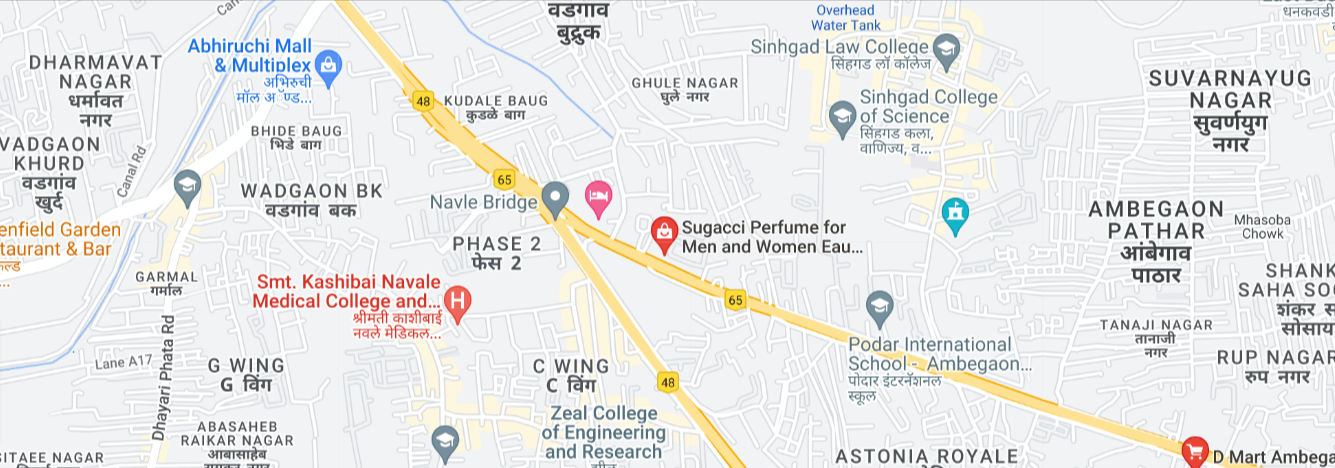 Cana
वडगाव
बुद्रुक
Overhead
Water Tank
धनकवडी
DHARMAVAT
NAGAR
धर्मावत
नगर
Abhiruchi Mall
& Multiplex
अभिरुची
मॉल अॅण्ड...
48
KUDALE BAUG
कुडळे बाग
GHULE NAGAR
घुले नगर
Sinhgad Law College
सिंहगड लॉ कॉलेज
Sinhgad College
of Science
सिंहगड कला,
वाणिज्य, व...
SUVARNAYUG
NAGAR
सुवर्णयुग
नगर
BHIDE BAUG
भिडे बाग
VADGAON
KHURD
वडगांव
खुर्द
Canal Rd
WADGAON BK
वडगांव बक
65
Navle Bridge
PHASE 2
फेस 2
Sugacci Perfume for
Men and Women Eau...
AMBEGAON
PATHAR
आंबेगाव
पाठार
Mhasoba
Chowk
enfield Garden
taurant & Bar
GARMAL
गर्माल
Smt. Kashibai Navale
Medical College and...
श्रीमती काशीबाई
नवले मेडिकल...
65
SHANK
SAHA SOC
शंकर स
सोसाय
Podar International
School - Ambegaon...
पोदार इंटरनॅशनल
स्कूल
TANAJI NAGAR
तानाजी
नगर
RUP NAGAR
रुप नगर
Lane A17
Dhayari Phata Rd
G WING
G विंग
C WING
C विंग
48
Zeal College
of Engineering
and Research
ABASAHEB
RAIKAR NAGAR
आबासाहेब
SITAEE NAGAR
ASTONIA ROYALE
D Mart Ambega